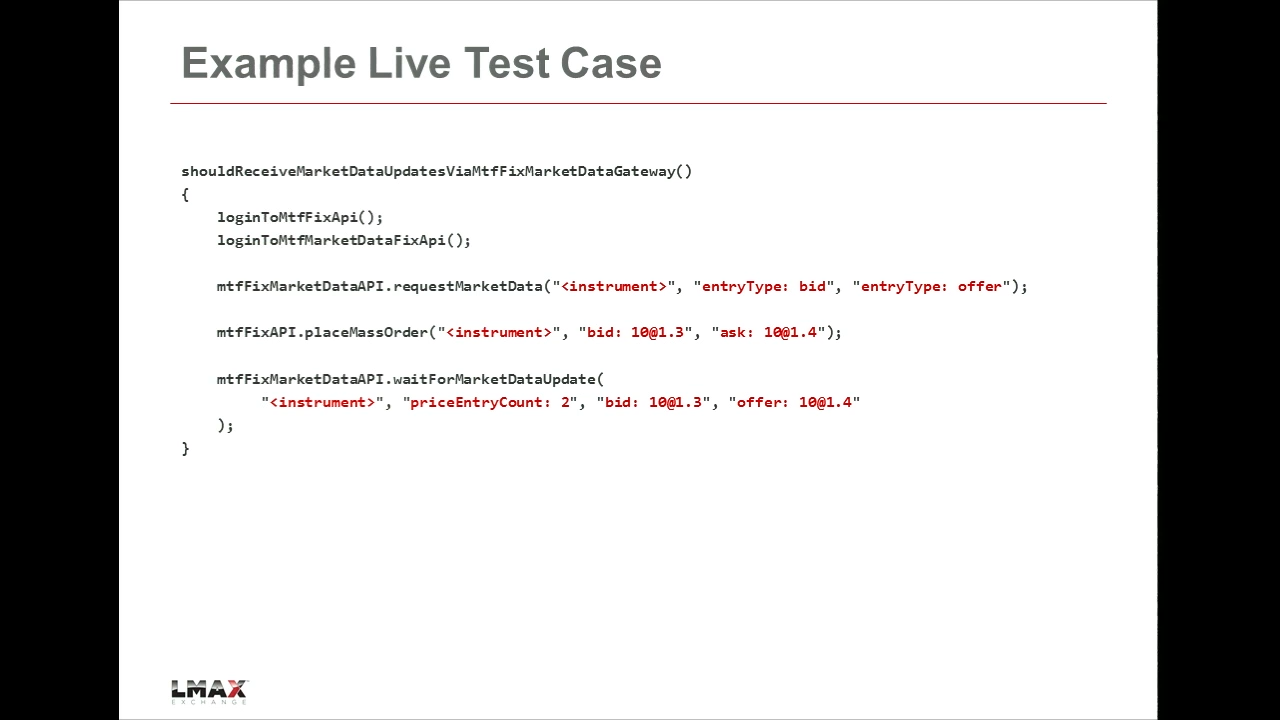 Example Live Test Case
shouldReceiveMarketDataUpdatesViaMtfFixMarketDataGateway()
{
loginToMtfFixApi();
loginToMtfMarketDataFixApi();
mtfFixMarketDataAPI.requestMarketData("<instrument>", "entryType: bid", "entryType: offer");
mtfFixAPI.placeMassOrder("<instrument>", "bid: 10@1.3", "ask: 10@1.4");
mtfFixMarketDataAPI.waitForMarketDataUpdate(
"<instrument>", "priceEntryCount: 2", "bid: 10@1.3", "offer: 10@1.4"
);
}
LMAX
EXCHANGE